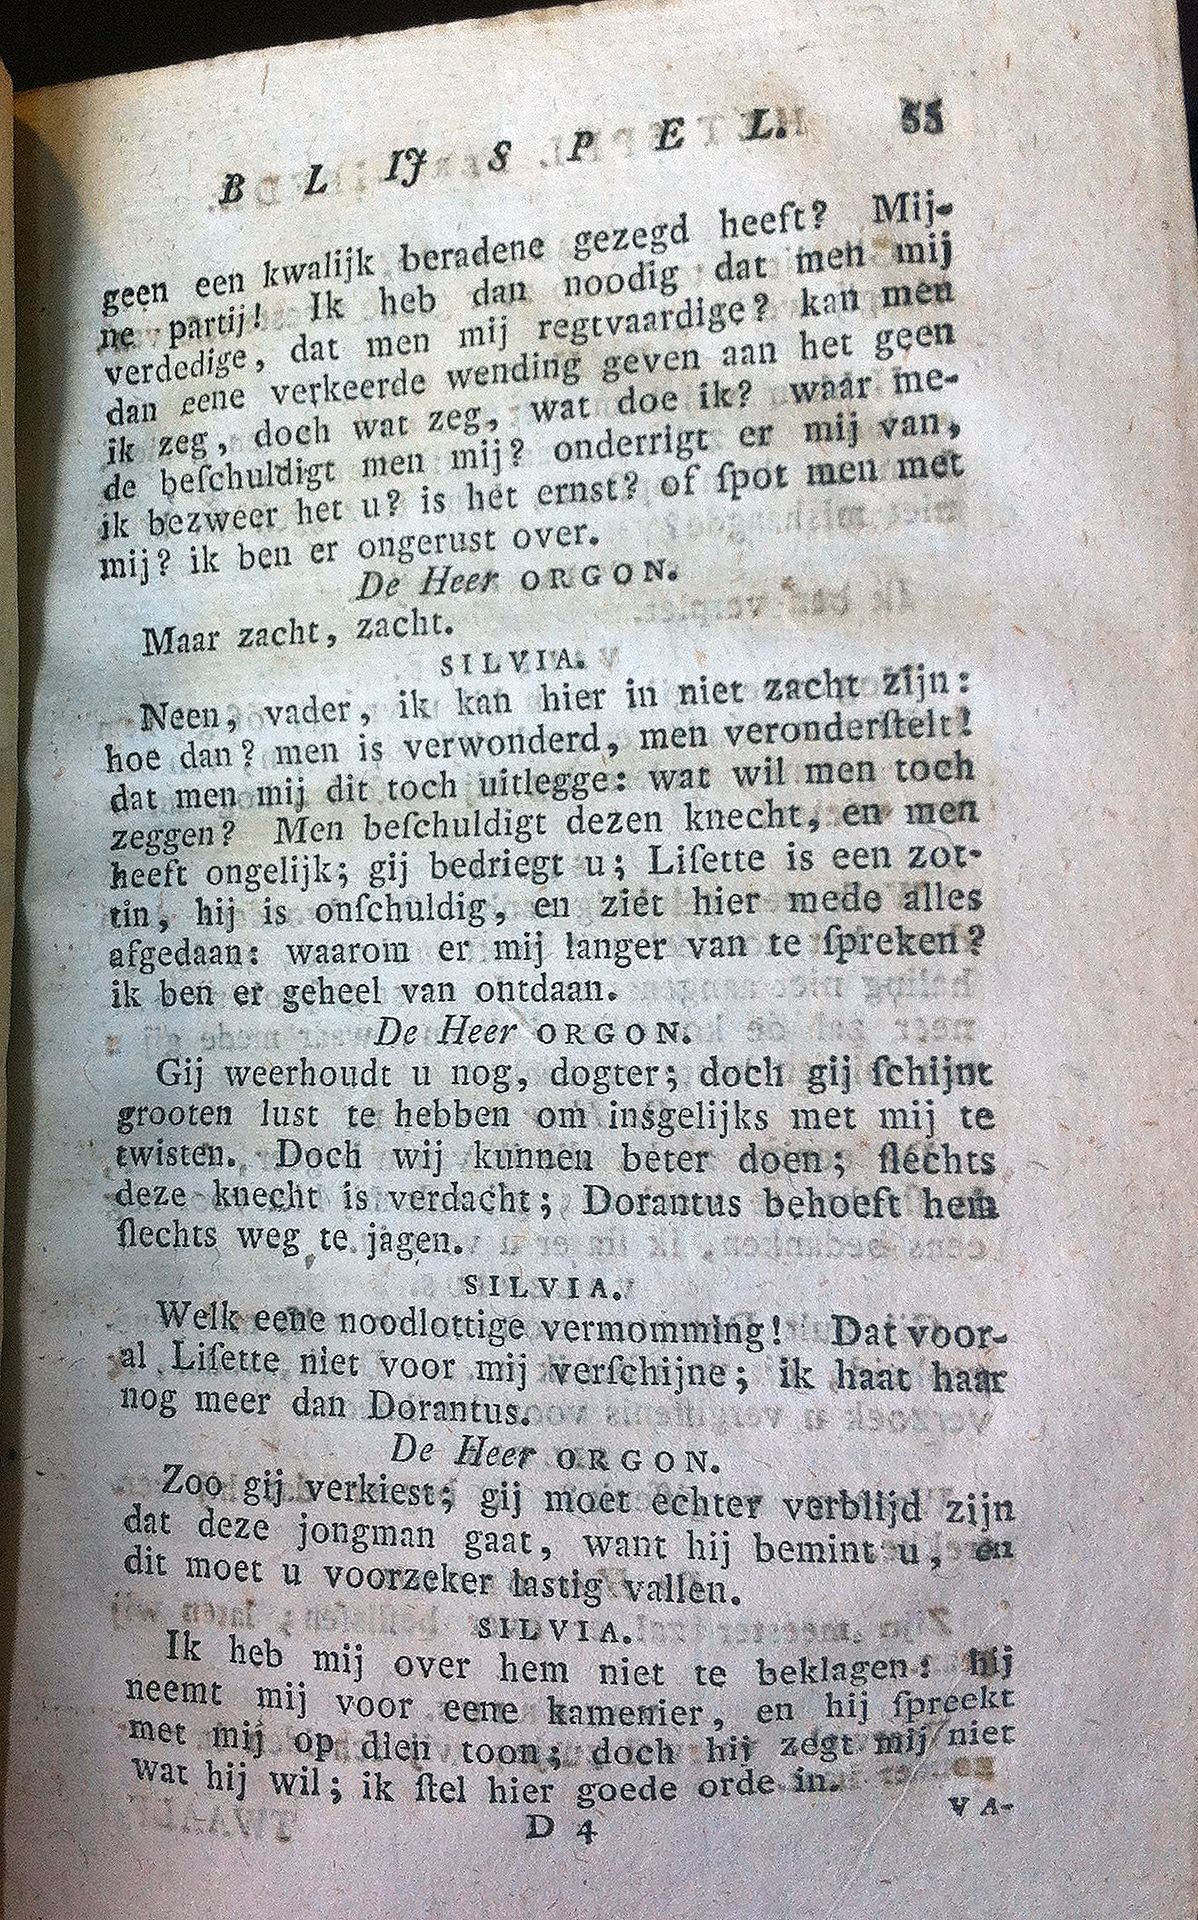 BLIJSPEL. 55
geen een kwalijk beradene gezegd heeft? Mij-
ne partij! Ik heb dan noodig dat men mij
verdedige, dat men mij regtvaardige? kan men
dan eene verkeerde wending geven aan het geen
ik zeg, doch wat zeg, wat doe ik? waar me-
de beſchuldigt men mij? onderrigt er mij van,
ik bezweer het u? is het ernst? of ſpot men met
mij? ik ben er ongerust over.
De Heer ORGON.
Maar zacht, zacht.
SILVIA.
Neen, vader, ik kan hier in niet zacht zijn:
hoe dan? men is verwonderd, men veronderſtelt!
dat men mij dit toch uitlegge: wat wil men toch
zeggen? Men beſchuldigt dezen knecht, en men
heeft ongelijk; gij bedriegt u; Liſette is een zot-
tin, hij is onſchuldig, en ziet hier mede alles
afgedaan: waarom er mij langer van te ſpreken?
ik ben er geheel van ontdaan.
De Heer ORGON.
Gij weerhoudt u nog, dogter; doch gij ſchijnt
grooten lust te hebben om insgelijks met mij te
twisten. Doch wij kunnen beter doen; ſlechts
deze knecht is verdacht; Dorantus behoeft hem
ſlechts weg te jagen.
SILVIA.
Welk eene noodlottige vermomming! Dat voor-
al Liſette niet voor mij verſchijne; ik haat haar
nog meer dan Dorantus.
De Heer ORGON.
Zoo gij verkiest; gij moet echter verblijd zijn
dat deze jongman gaat, want hij bemint u, en
dit moet u voorzeker lastig vallen.
SILVIA.
Ik heb mij over hem niet te beklagen: hij
neemt mij voor eene kamenier, en hij ſpreekt
met mij op dien toon; doch hij zegt mij niet
wat hij wil; ik ſtel hier goede orde in.
D 4 VA-